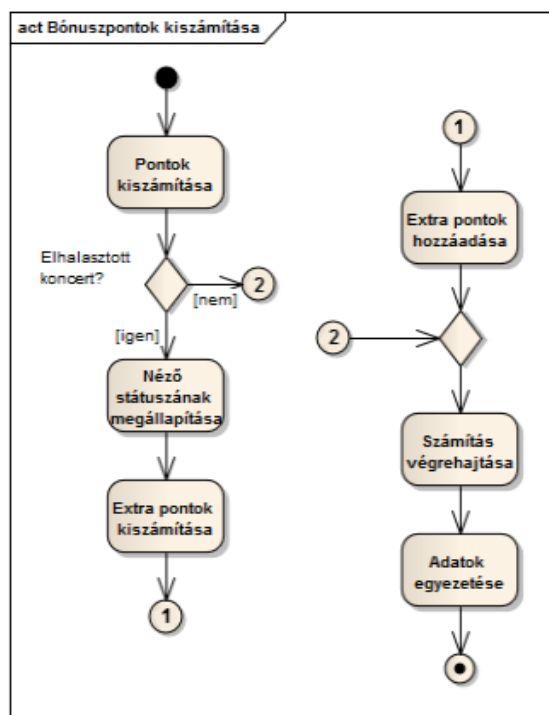 act Bónuszpontok kiszámítása
Pontok
kiszámítása
Elhalasztott
koncert?
[nem]
2
[igen]
Néző
státuszának
megállapítása
Extra pontok
kiszámítása
1
1
Extra pontok
hozzáadása
2
Számítás
végrehajtása
Adatok
egyezetése